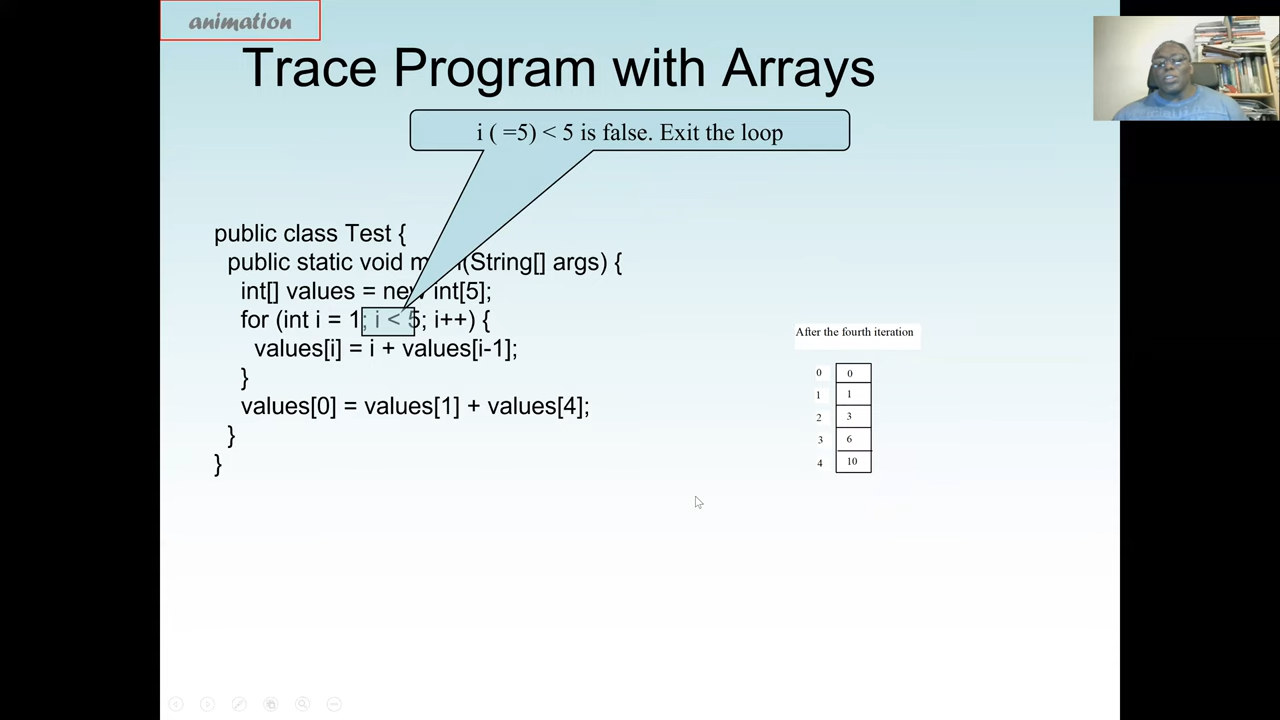 animation
Trace Program with Arrays
i ( =5) < 5 is false. Exit the loop
public class Test {
public static void m (String[] args) {
int[] values = new int[5];
for (int i = 1; i < 5; i++) {
values[i] = i + values[i-1];
}
values[0] = values[1] + values[4];
}
}
After the fourth iteration
0 0
1 1
2 3
3 6
4 10